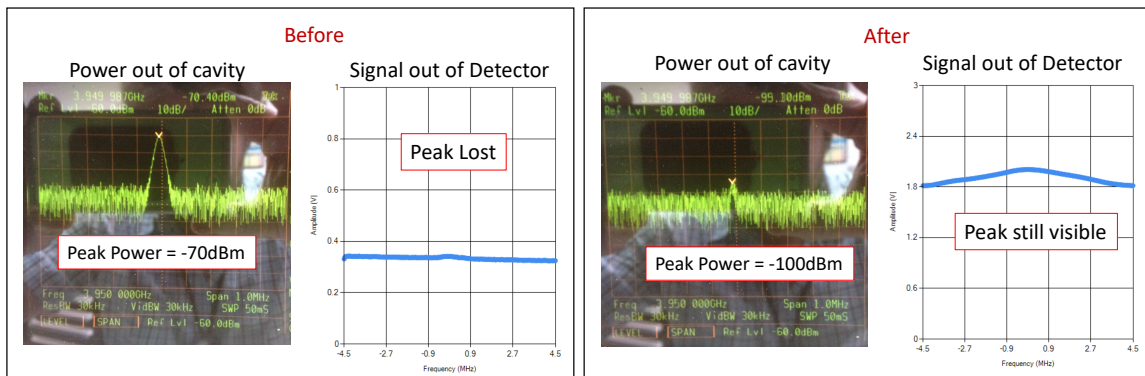 Before
Power out of cavity
Mkr 3.949 987GHz -70.40dBm
Ref Lvl -60.0dBm 10dB/ Atten 0dB
Peak Power = -70dBm
Freq 3.950 000GHz Span 1.0MHz
ResBW 30kHz VidBW 30kHz SWP 50mS
LEVEL SPAN Ref Lvl -60.0dBm
Signal out of Detector
1
0.8
0.6
0.4
0.2
0
Amplitude (V)
Peak Lost
-4.5 -2.7 -0.9 0.9 2.7 4.5
Frequency (MHz)
After
Power out of cavity
Mkr 3.949 987GHz -99.10dBm
Ref Lvl -60.0dBm 10dB/ Atten 0dB
Peak Power = -100dBm
Freq 3.950 000GHz Span 1.0MHz
ResBW 30kHz VidBW 30kHz SWP 50mS
LEVEL SPAN Ref Lvl -60.0dBm
Signal out of Detector
3
2.4
1.8
1.2
0.6
0
Amplitude (V)
Peak still visible
-4.5 -2.7 -0.9 0.9 2.7 4.5
Frequency (MHz)